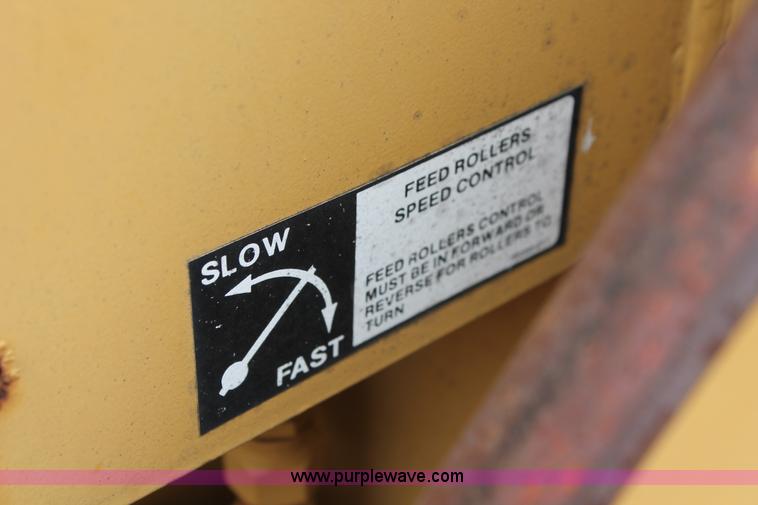 SLOW
FAST
FEED ROLLERS
SPEED CONTROL
FEED ROLLERS CONTROL
MUST BE IN FORWARD OR
REVERSE FOR ROLLERS TO
TURN
www.purplewave.com